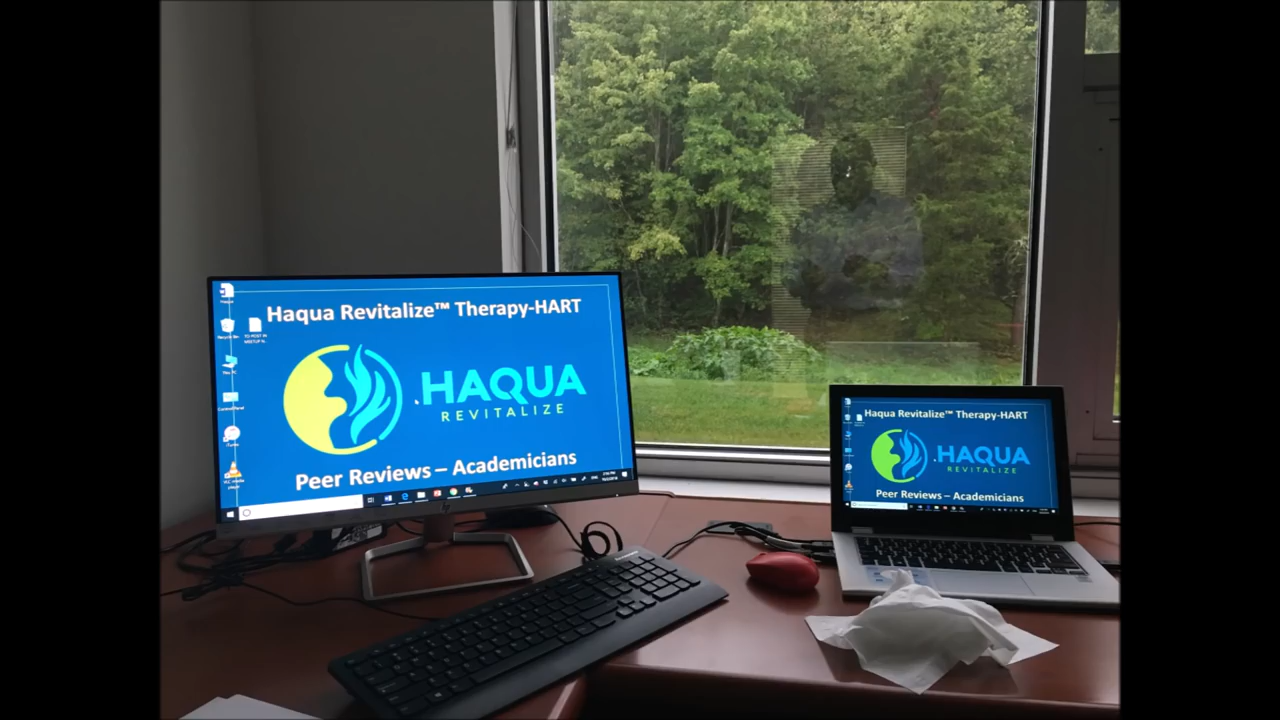 Haqua Revitalize™ Therapy-HART
HAQUA
REVITALIZE
Peer Reviews – Academicians
Haqua Revitalize™ Therapy-HART
HAQUA
REVITALIZE
Peer Reviews – Academicians